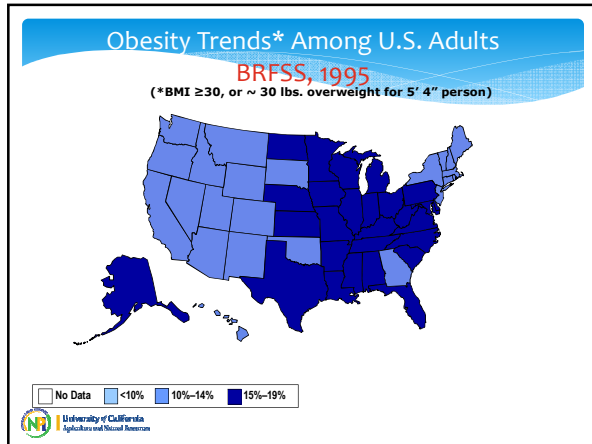 Obesity Trends* Among U.S. Adults
BRFSS, 1995
(*BMI ≥30, or ~ 30 lbs. overweight for 5' 4" person)
No Data <10% 10%–14% 15%–19%
University of California
Agriculture and Natural Resources